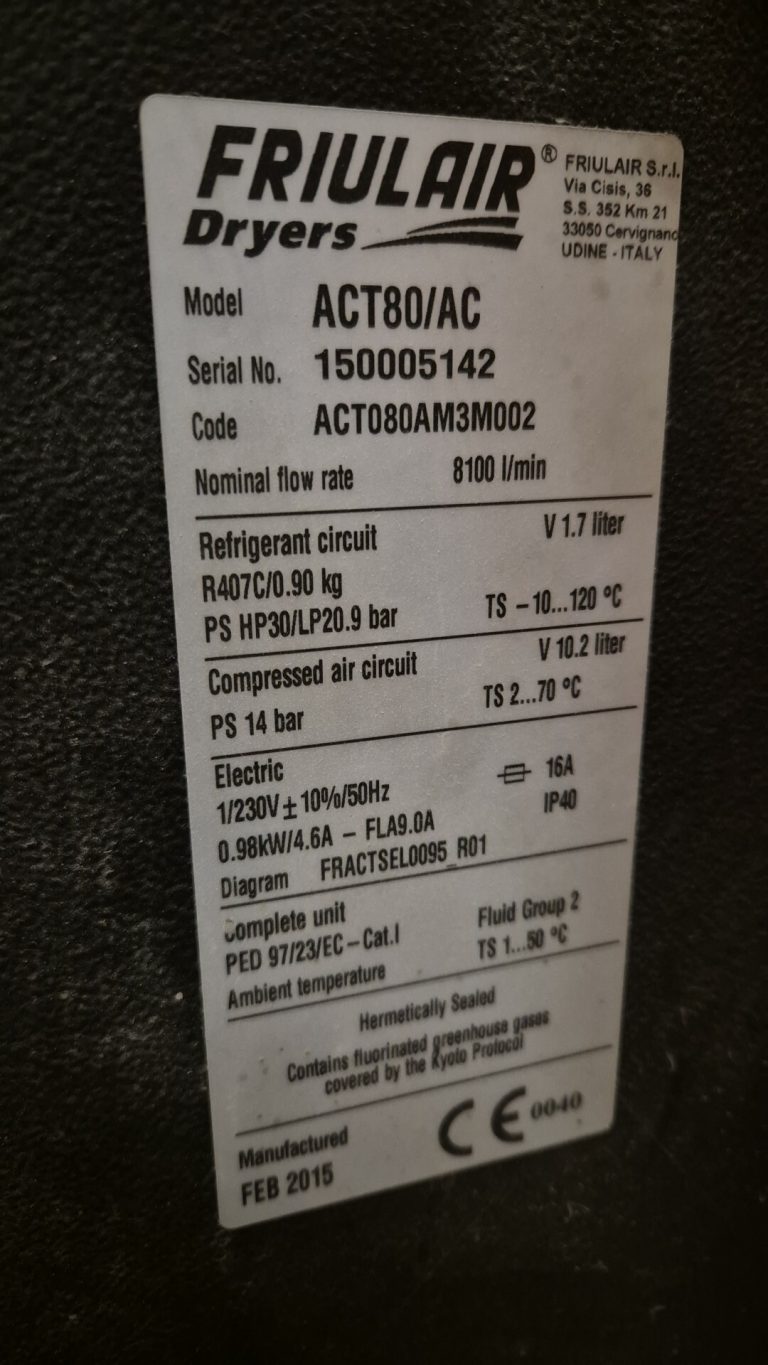 FRIULAIR®
Dryers
FRIULAIR S.r.l.
Via Cisis, 36
S.S. 352 Km 21
33050 Cervignano
UDINE - ITALY
Model ACT80/AC
Serial No. 150005142
Code ACT080AM3M002
Nominal flow rate 8100 l/min
Refrigerant circuit V 1.7 liter
R407C/0.90 kg
PS HP30/LP20.9 bar TS −10...120 °C
Compressed air circuit V 10.2 liter
PS 14 bar TS 2...70 °C
Electric
1/230V±10%/50Hz 16A
0.98kW/4.6A − FLA9.0A IP40
Diagram FRACTSEL0095_R01
Complete unit
PED 97/23/EC−Cat.I Fluid Group 2
Ambient temperature TS 1...50 °C
Hermetically Sealed
Contains fluorinated greenhouse gases
covered by the Kyoto Protocol
Manufactured
FEB 2015
CE 0040